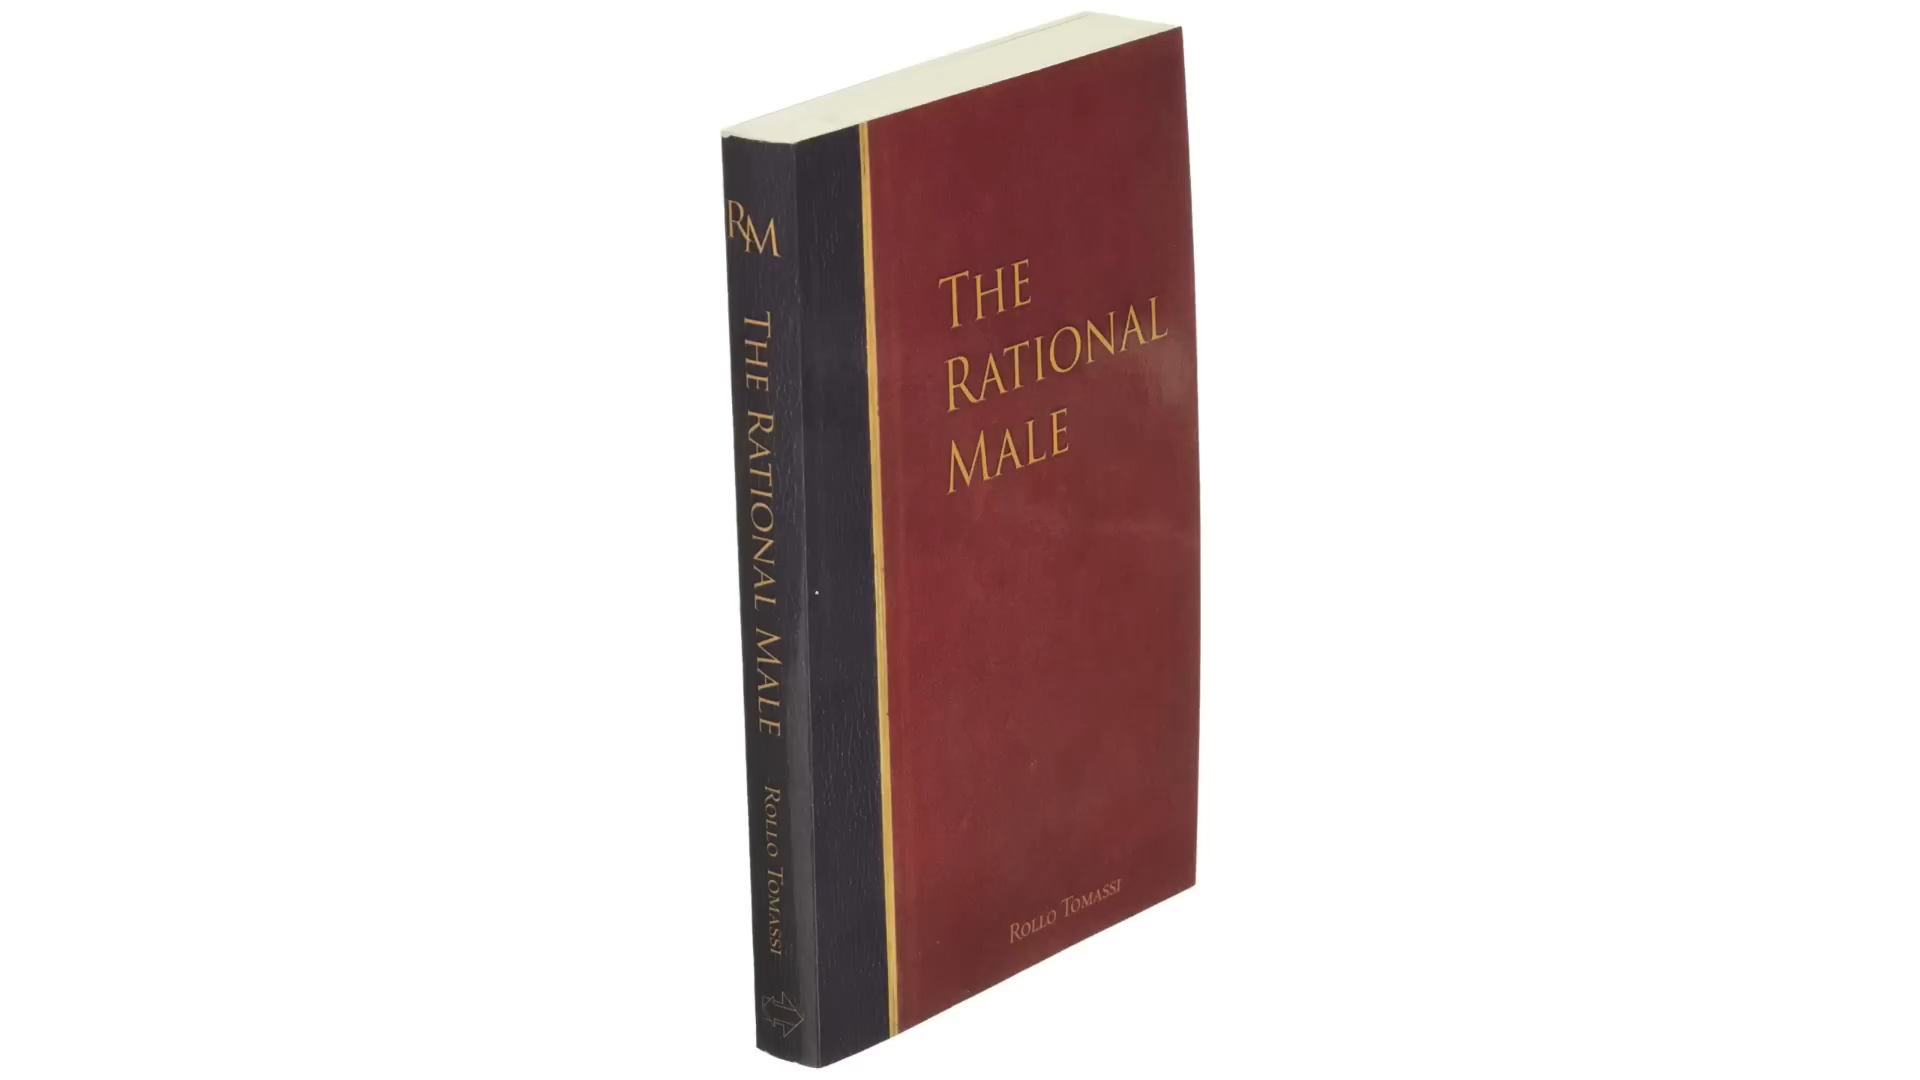 RM
THE RATIONAL MALE
ROLLO TOMASSI
THE
RATIONAL
MALE
ROLLO TOMASSI